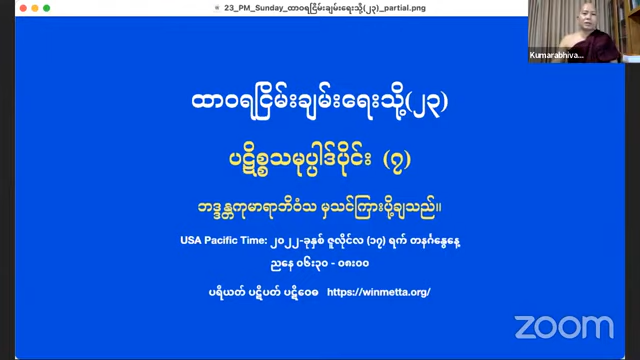 23_PM_Sunday_ထာဝရငြိမ်းချမ်းရေးသို့(၂၃)_partial.png
Kumarabhiva...
ထာဝရငြိမ်းချမ်းရေးသို့(၂၃)
ပဋိစ္စသမုပ္ပါဒ်ပိုင်း (၇)
ဘဒ္ဒန္တကုမာရာဘိဝံသ မှသင်ကြားပို့ချသည်။
USA Pacific Time: ၂၀၂၂-ခုနှစ် ဇူလိုင်လ (၁၇) ရက် တနင်္ဂနွေနေ့
ညနေ ၀၆:၃၀ - ၀၈:၀၀
ပရိယတ် ပဋိပတ် ပဋိဝေဓ https://winmetta.org/
zoom